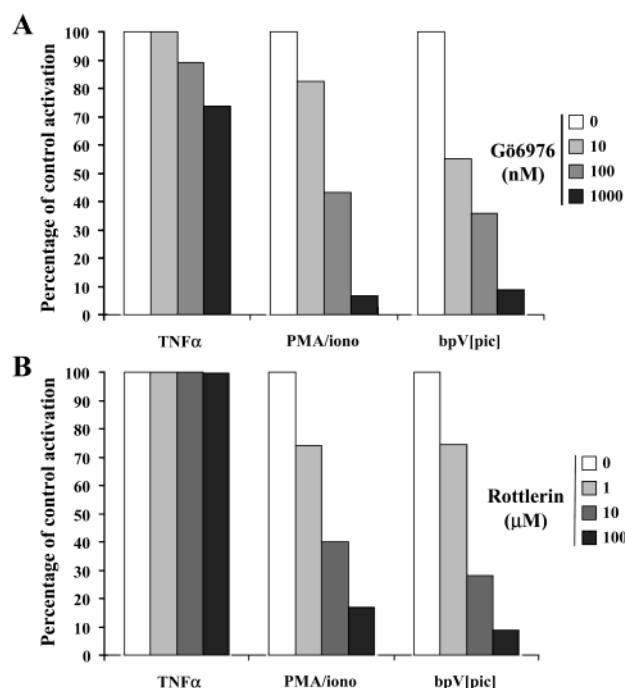 A
Percentage of control activation
100
90
80
70
60
50
40
30
20
10
0
TNFα
PMA/iono
bpV[pic]
Gö6976
(nM)
0
10
100
1000
B
Percentage of control activation
100
90
80
70
60
50
40
30
20
10
0
TNFα
PMA/iono
bpV[pic]
Rottlerin
(µM)
0
1
10
100